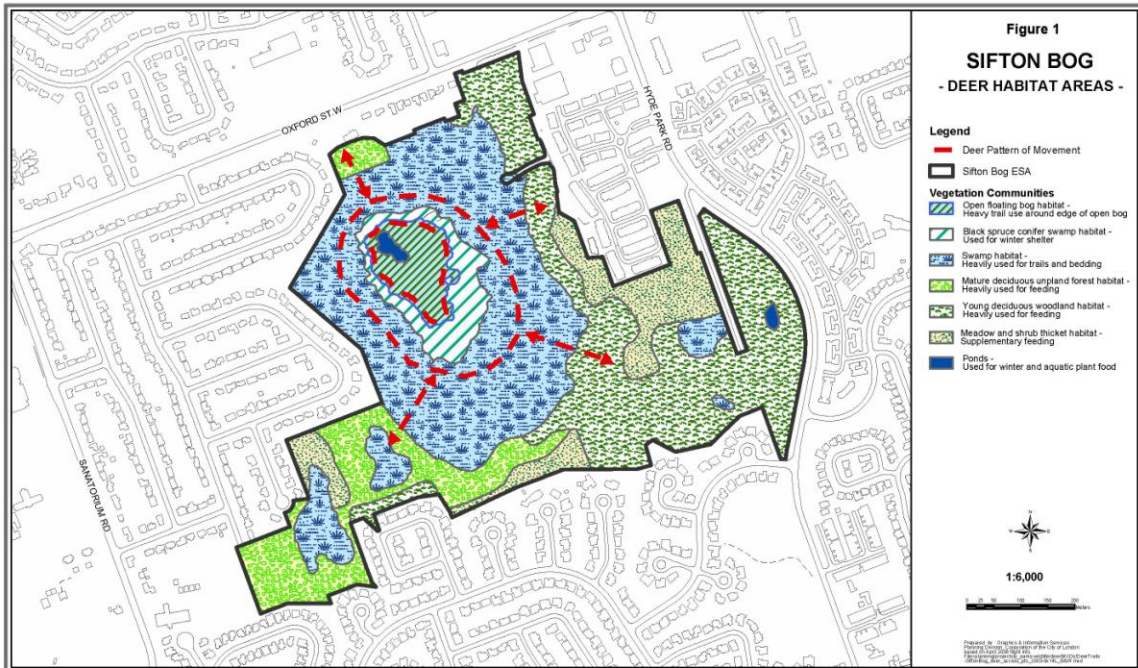 Figure 1
SIFTON BOG
- DEER HABITAT AREAS -
Legend
Deer Pattern of Movement
Sifton Bog ESA
Vegetation Communities
Open floating bog habitat -
Heavy trail use around edge of open bog
Black spruce conifer swamp habitat -
Used for winter shelter
Swamp habitat -
Heavily used for trails and bedding
Mature deciduous unpland forest habitat -
Heavily used for feeding
Young deciduous woodland habitat -
Heavily used for feeding
Meadow and shrub thicket habitat -
Supplementary feeding
Ponds -
Used for winter and aquatic plant food
OXFORD ST W
HYDE PARK RD
SANATORIUM RD
N
1:6,000
Meters
Prepared by: Graphics & Information Services
Planning Division, Corporation of the City of London